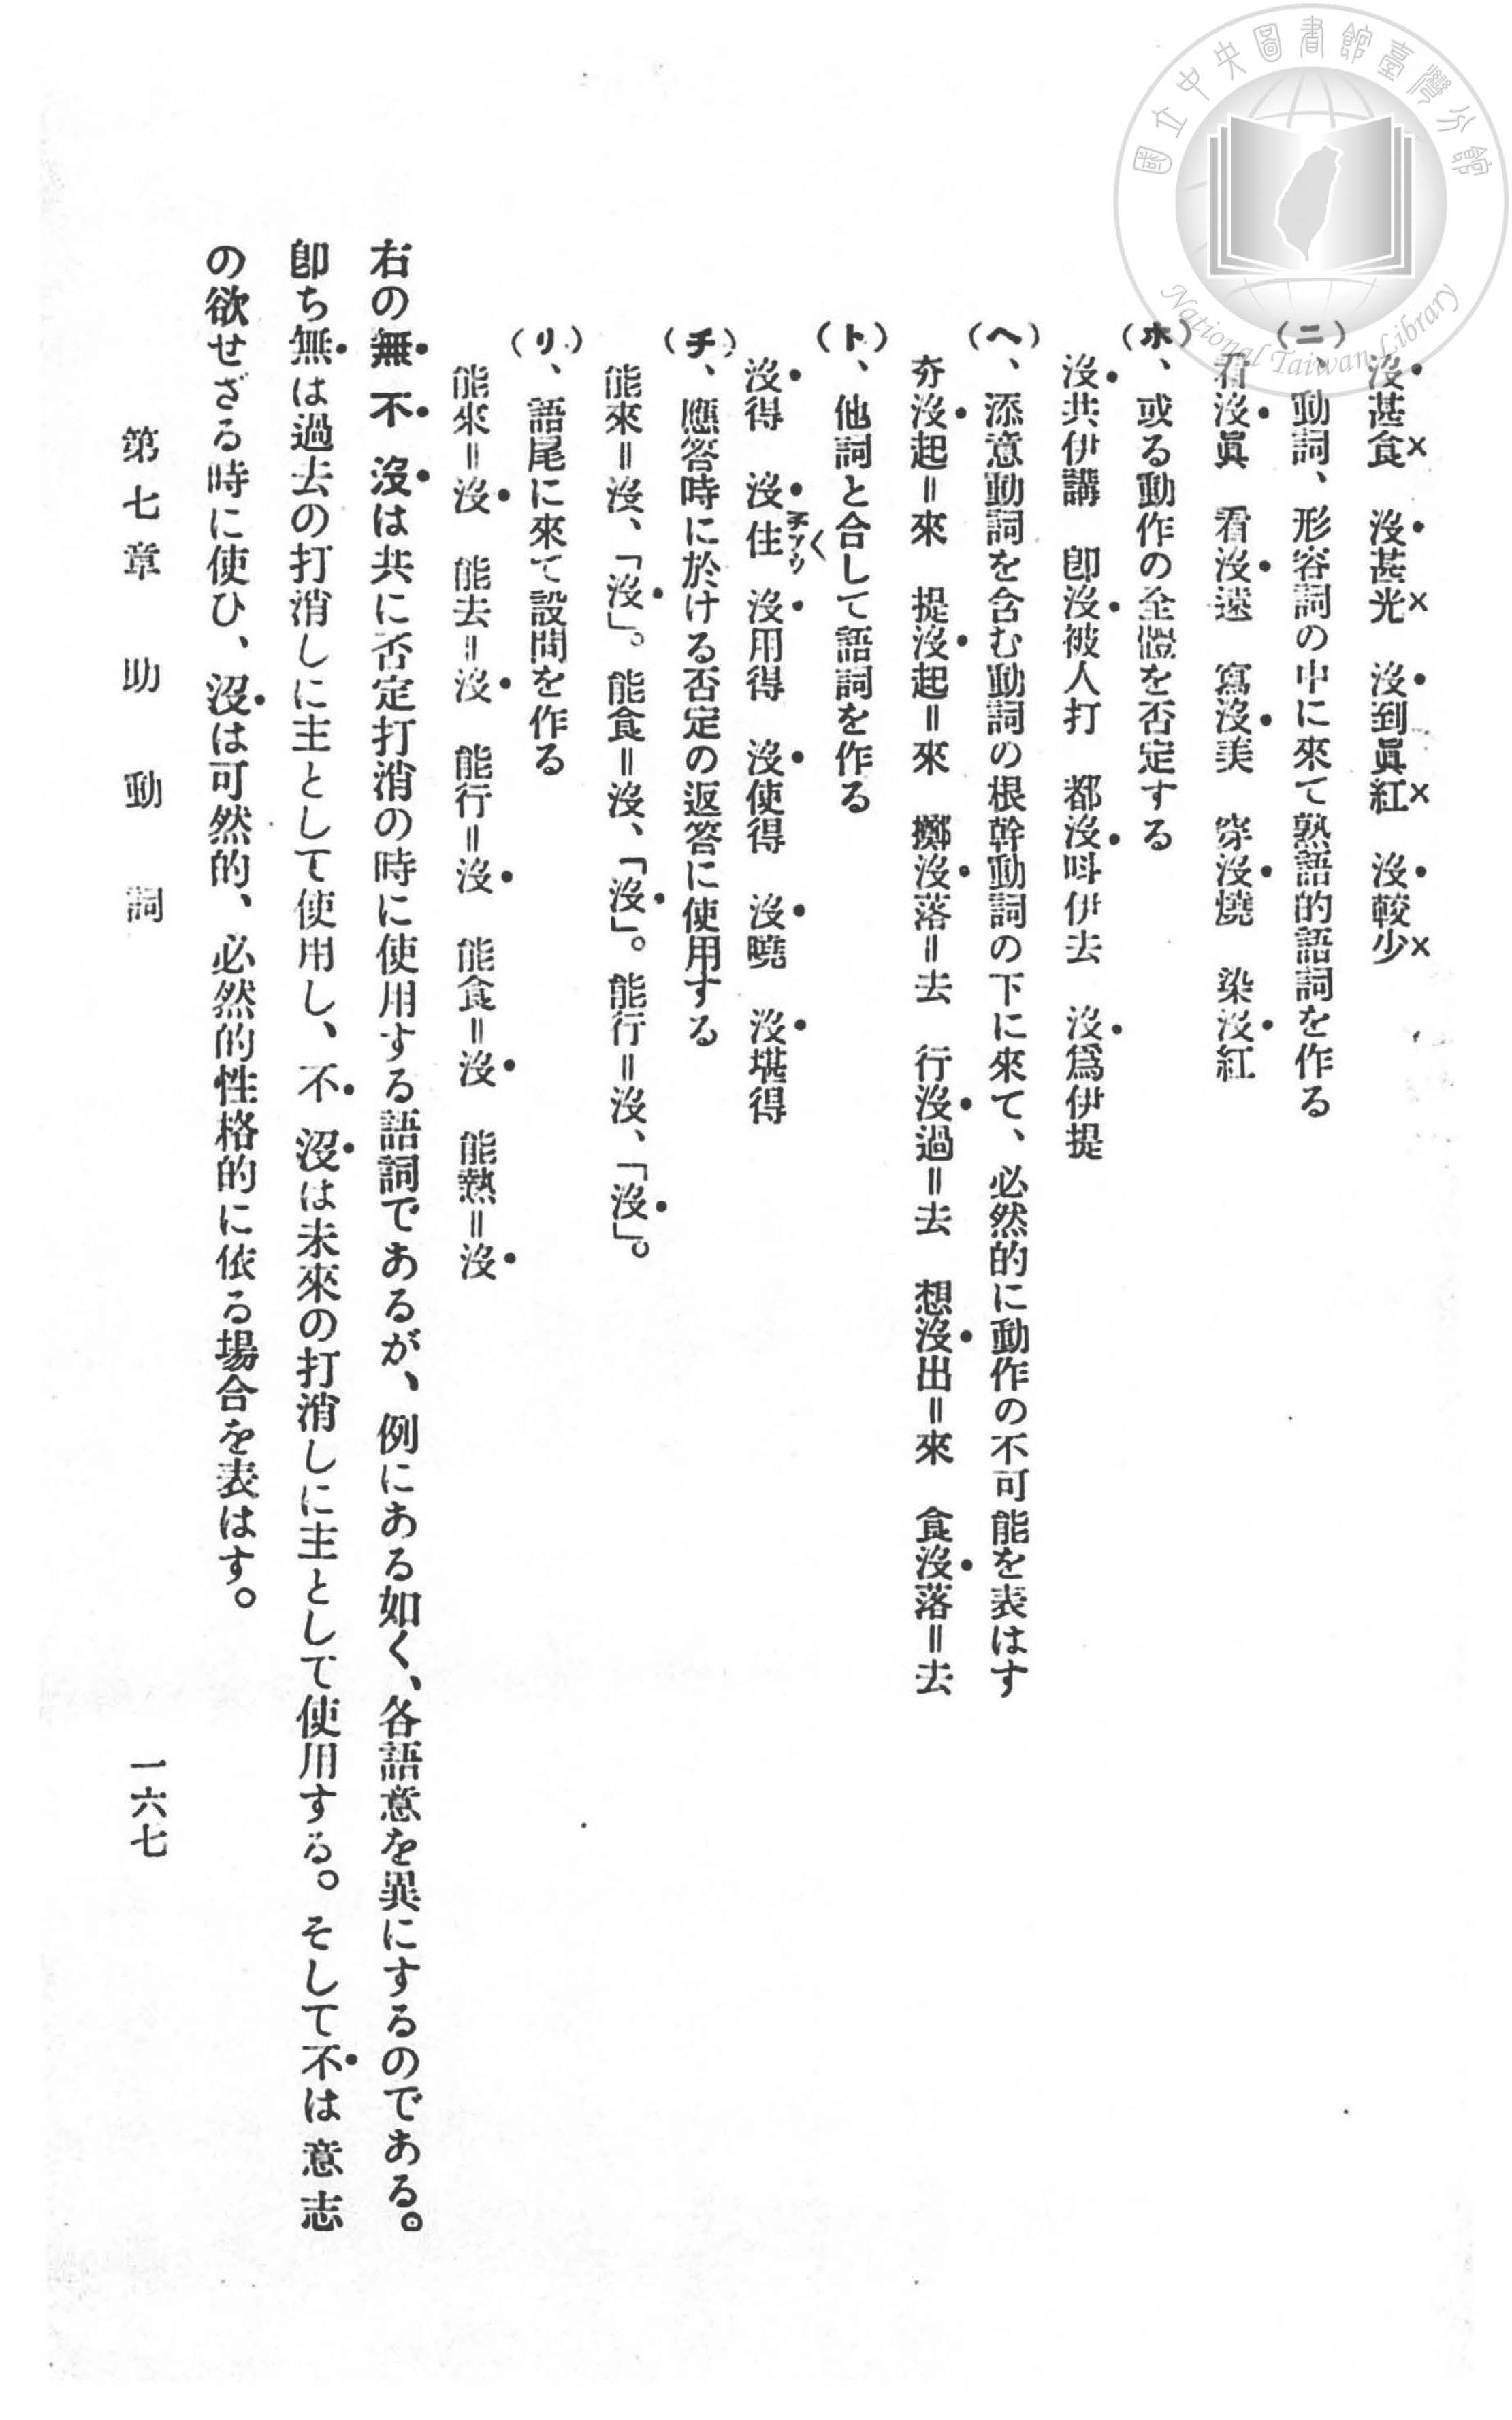 沒甚食　沒甚光　沒到眞紅　沒較少
（ニ）、動詞、形容詞の中に來て熟語的語詞を作る
看沒眞　看沒遠　寫沒美　穿沒燒　染沒紅
（ホ）、或る動作の全體を否定する
沒共伊講　卽沒被人打　都沒呌伊去　沒爲伊提
（ヘ）、添意動詞を含む動詞の根幹動詞の下に來て、必然的に動作の不可能を表はす
夯沒起＝來　提沒起＝來　擲沒落＝去　行沒過＝去　想沒出＝來　食沒落＝去
（ト）、他詞と合して語詞を作る
沒得　沒住　沒用得　沒使得　沒曉　沒堪得
（チ）、應答時に於ける否定の返答に使用する
能來＝沒、「沒」。能食＝沒、「沒」。能行＝沒、「沒」。
（リ）、語尾に來て設問を作る
能來＝沒　能去＝沒　能行＝沒　能食＝沒　能熱＝沒
右の無 不 沒は共に否定打消の時に使用する語詞であるが、例にある如く、各語意を異にするのである。
卽ち無は過去の打消しに主として使用し、不 沒は未來の打消しに主として使用する。そして不は意志
の欲せざる時に使ひ、沒は可然的、必然的性格的に依る場合を表はす。
第七章　助動詞　一六七
國立中央圖書館臺灣分館
National Taiwan Library